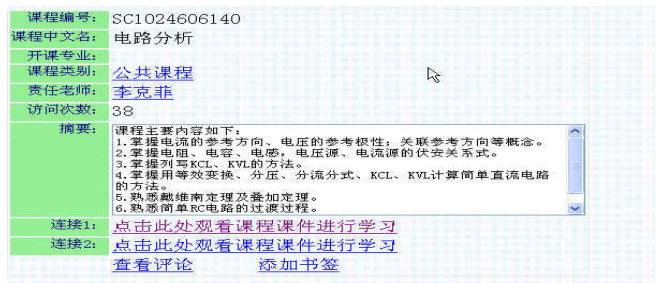 课程编号: SC1024606140
课程中文名: 电路分析
开课专业:
课程类别: 公共课程
责任老师: 李克菲
访问次数: 38
摘要: 课程主要内容如下:
1.掌握电流的参考方向、电压的参考极性; 关联参考方向等概念。
2.掌握电阻、电容、电感, 电压源、电流源的伏安关系式。
3.掌握列写KCL、KVL的方法。
4.掌握用等效变换、分压、分流分式、KCL、KVL计算简单直流电路
的方法。
5.熟悉戴维南定理及叠加定理。
6.熟悉简单RC电路的过渡过程。
连接1: 点击此处观看课程课件进行学习
连接2: 点击此处观看课程课件进行学习
查看评论 添加书签